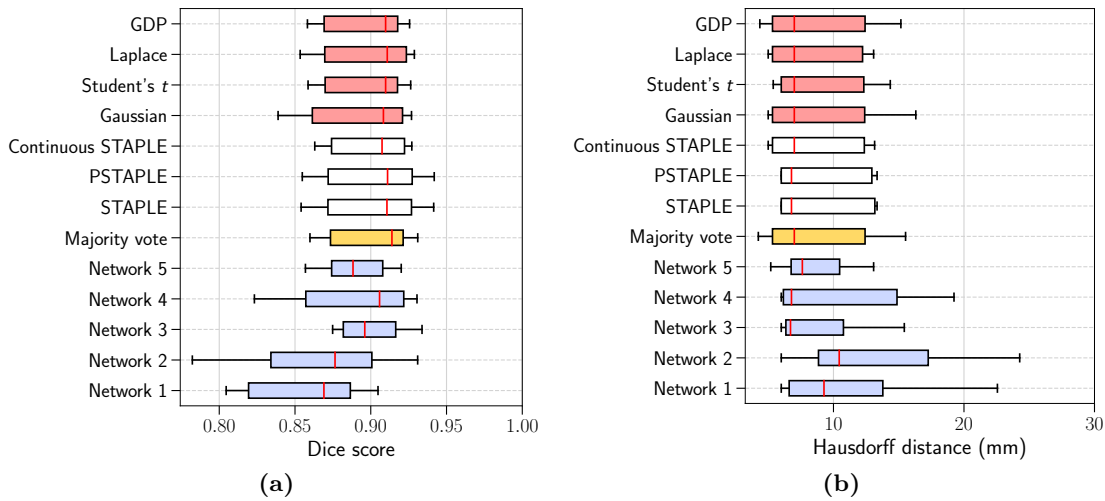 GDP
Laplace
Student's t
Gaussian
Continuous STAPLE
PSTAPLE
STAPLE
Majority vote
Network 5
Network 4
Network 3
Network 2
Network 1
0.80 0.85 0.90 0.95 1.00
Dice score
(a)
GDP
Laplace
Student's t
Gaussian
Continuous STAPLE
PSTAPLE
STAPLE
Majority vote
Network 5
Network 4
Network 3
Network 2
Network 1
10 20 30
Hausdorff distance (mm)
(b)